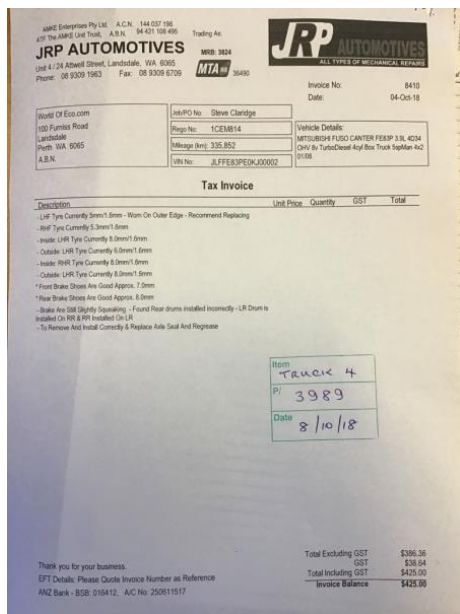 AMKE Enterprises Pty Ltd. A.C.N. 144 037 196
ATF The AMKE Unit Trust, A.B.N. 94 421 108 495 Trading As.
JRP AUTOMOTIVES MRB: 3824
Unit 4 / 24 Attwell Street, Landsdale, WA 6065
Phone: 08 9309 1963 Fax: 08 9309 6709 MTA WA 36490
JRP AUTOMOTIVES
ALL TYPES OF MECHANICAL REPAIRS
Invoice No: 8410
Date: 04-Oct-18
World Of Eco.com
100 Furniss Road
Landsdale
Perth WA 6065
A.B.N.
Job/PO No Steve Claridge
Rego No: 1CEM814
Mileage (km): 335,852
VIN No: JLFFE83PE0KJ00002
Vehicle Details:
MITSUBISHI FUSO CANTER FE83P 3.9L 4D34
OHV 8v TurboDiesel 4cyl Box Truck 5spMan 4x2
01/06
Tax Invoice
Description Unit Price Quantity GST Total
- LHF Tyre Currently 5mm/1.6mm - Worn On Outer Edge - Recommend Replacing
- RHF Tyre Currently 5.3mm/1.6mm
- Inside: LHR Tyre Currently 8.0mm/1.6mm
- Outside: LHR Tyre Currently 6.0mm/1.6mm
- Inside: RHR Tyre Currently 8.0mm/1.6mm
- Outside: LHR Tyre Currently 8.0mm/1.5mm
* Front Brake Shoes Are Good Approx. 7.0mm
* Rear Brake Shoes Are Good Approx. 8.0mm
- Brake Are Still Slightly Squeaking - Found Rear drums installed incorrectly - LR Drum is
Installed On RR & RR Installed On LR
- To Remove And Install Correctly & Replace Axle Seal And Regrease
Item TRUCK 4
P/ 3989
Date 8/10/18
Thank you for your business.
EFT Details: Please Quote Invoice Number as Reference
ANZ Bank - BSB: 016412, A/C No: 250611517
Total Excluding GST $386.36
GST $38.64
Total Including GST $425.00
Invoice Balance $425.00